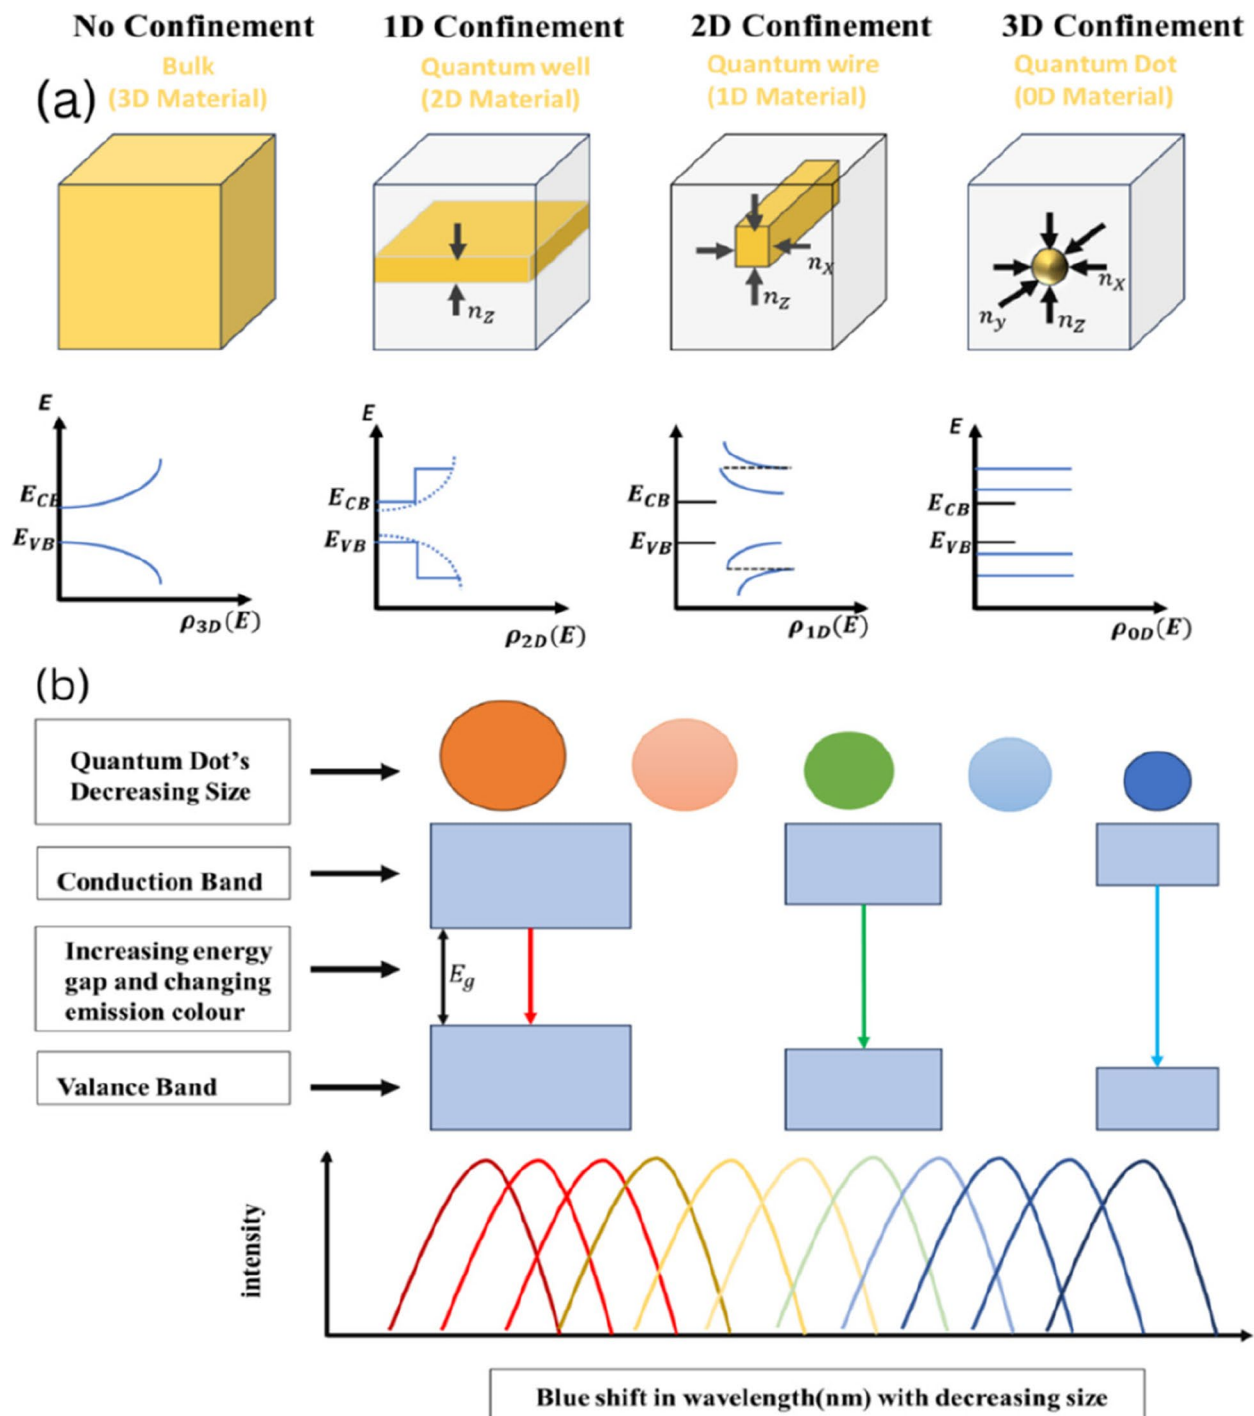 No Confinement 1D Confinement 2D Confinement 3D Confinement
Bulk Quantum well Quantum wire Quantum Dot
(a) (3D Material) (2D Material) (1D Material) (0D Material)
n_Z
n_X
n_Z
n_X
n_y n_Z
E E E
E_CB E_CB E_CB E_CB
E_VB E_VB E_VB E_VB
ρ_3D(E) ρ_2D(E) ρ_1D(E) ρ_0D(E)
(b)
Quantum Dot's
Decreasing Size
Conduction Band
Increasing energy
gap and changing
emission colour
E_g
Valance Band
intensity
Blue shift in wavelength(nm) with decreasing size